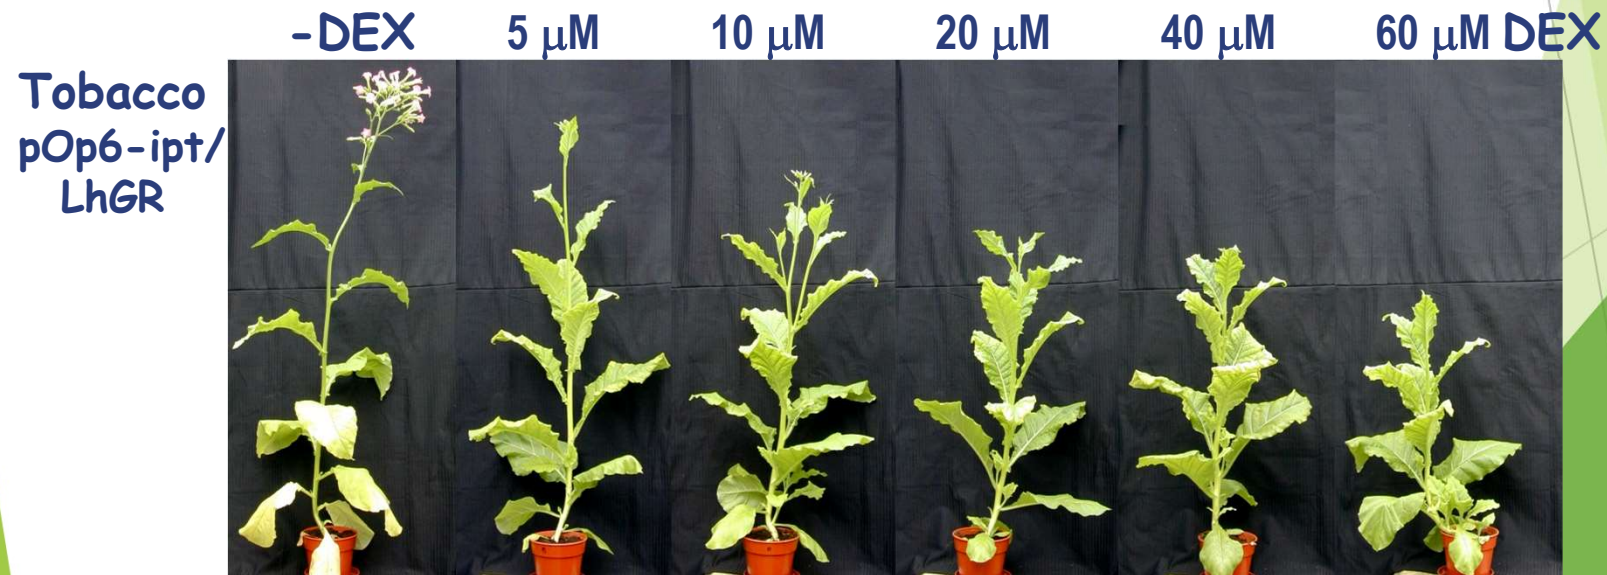 -DEX 5 μM 10 μM 20 μM 40 μM 60 μM DEX
Tobacco
pOp6-ipt/
LhGR